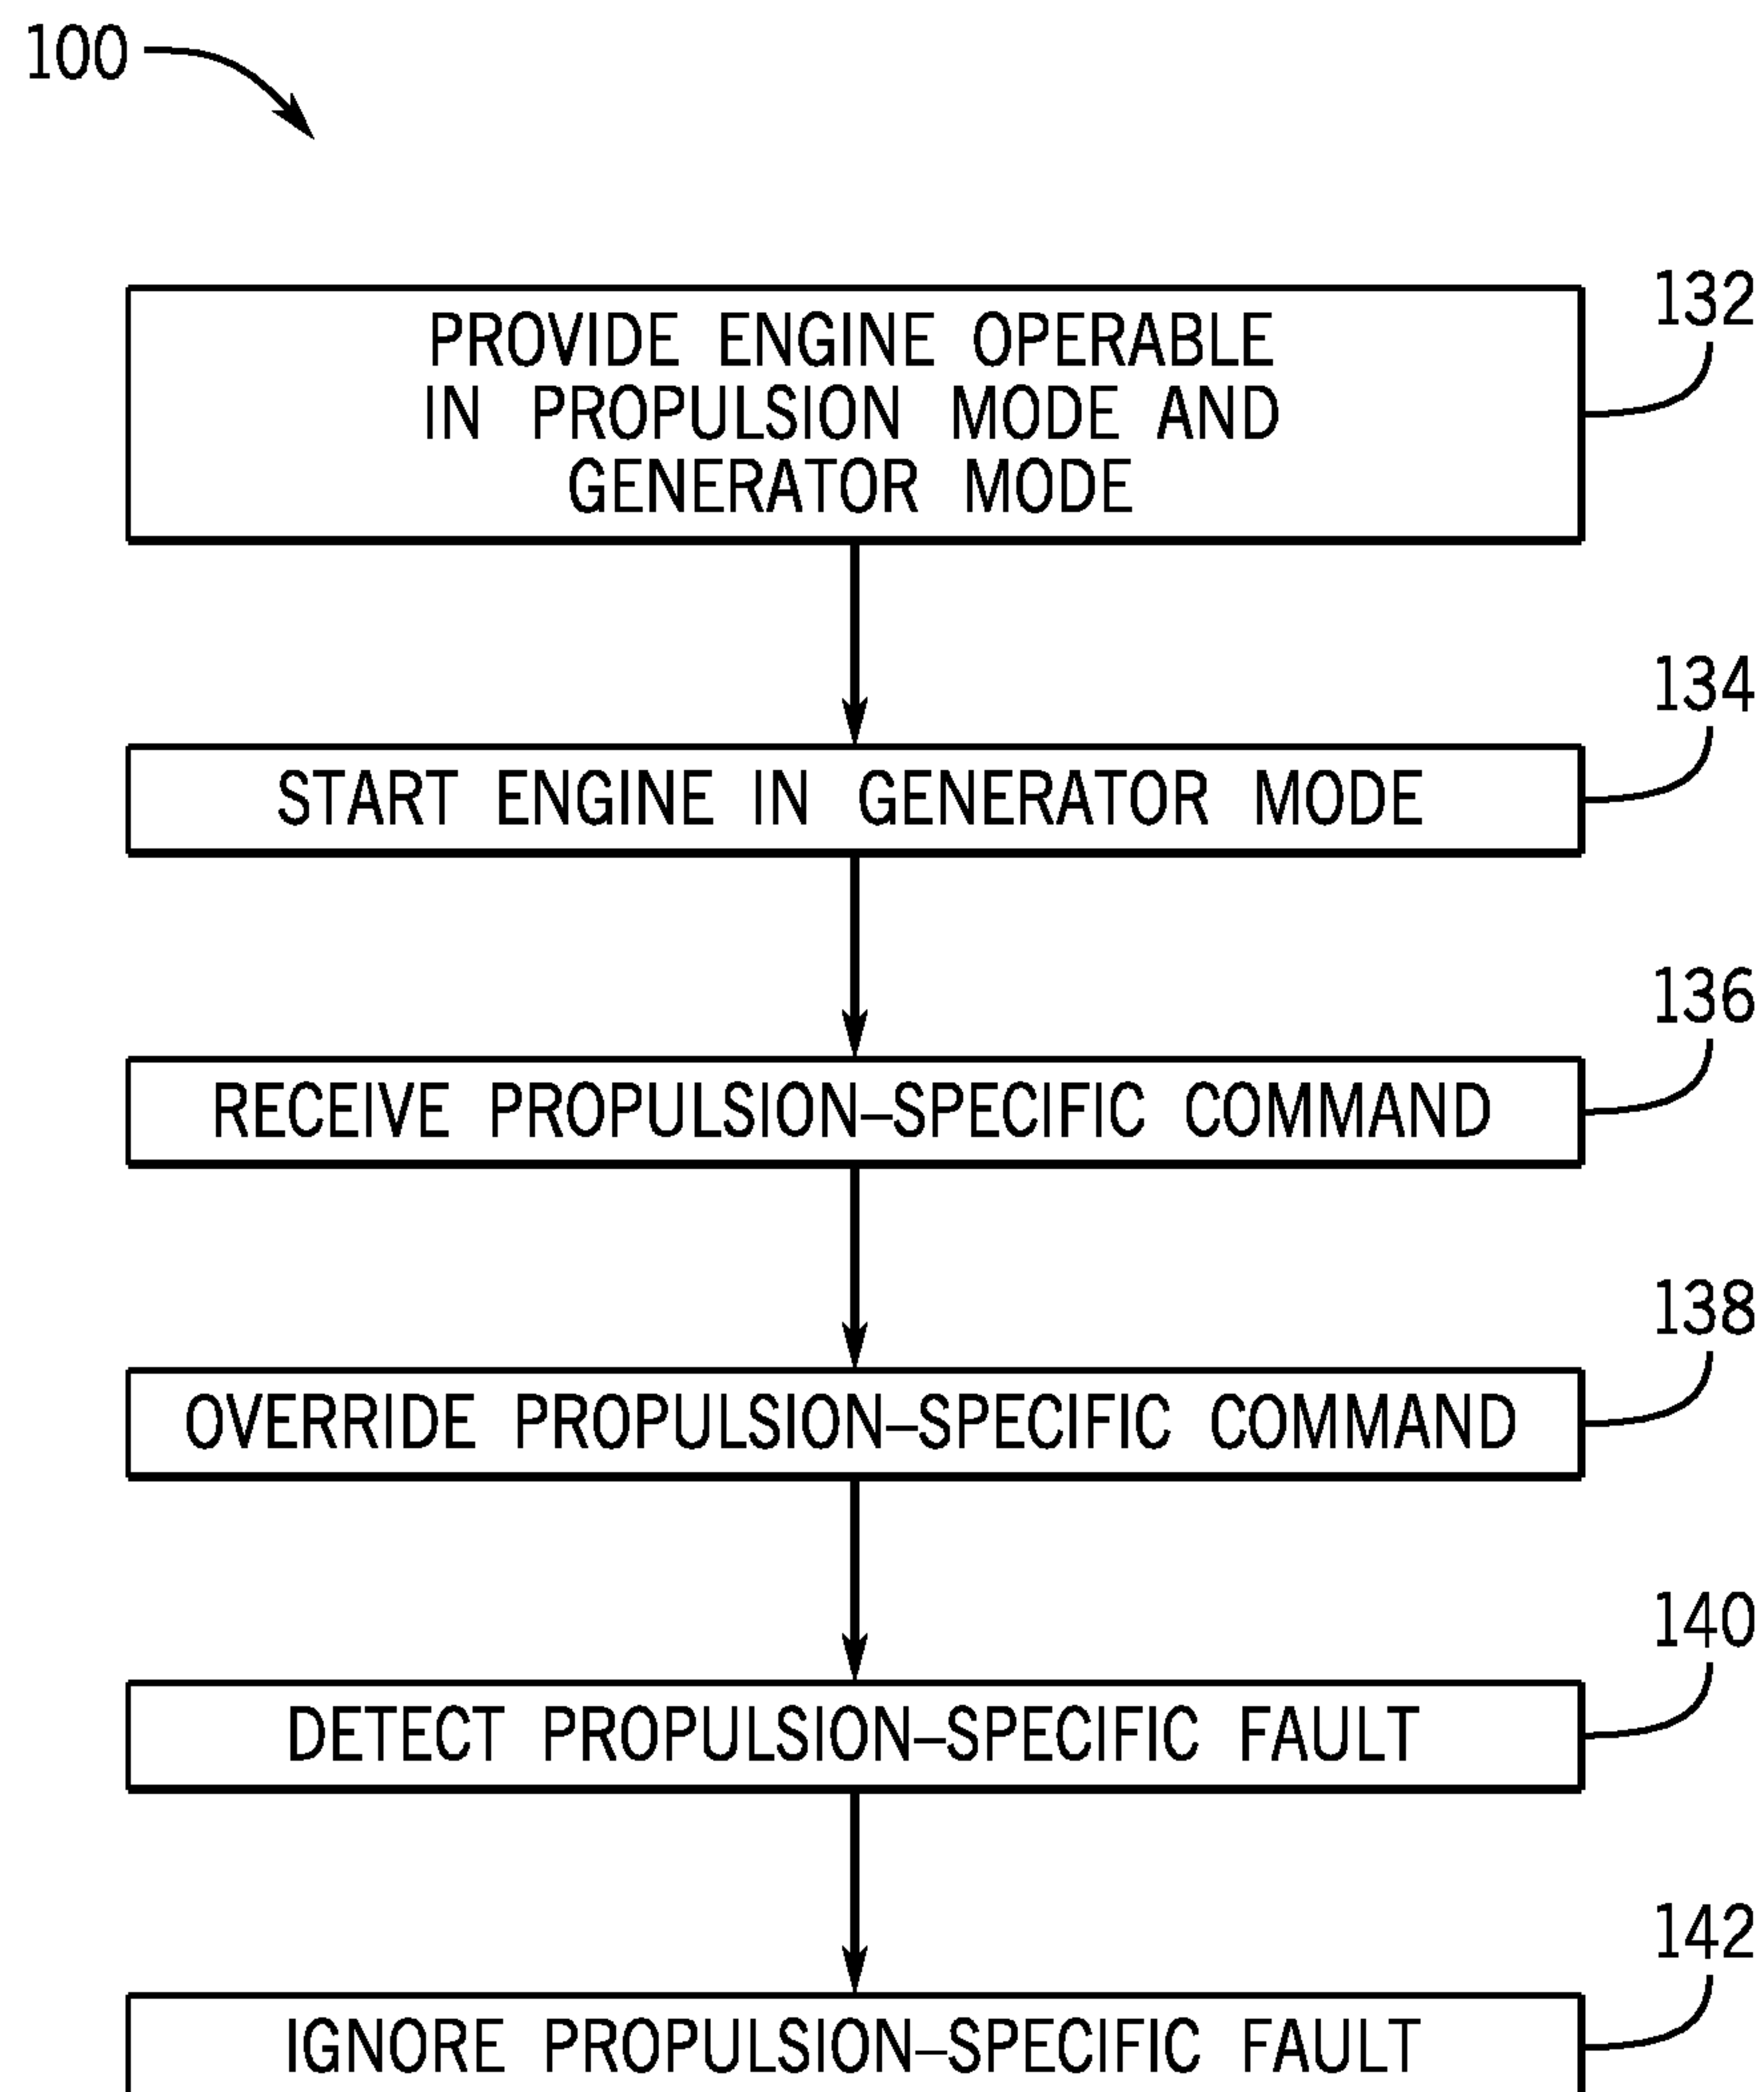 100
132
PROVIDE ENGINE OPERABLE
IN PROPULSION MODE AND
GENERATOR MODE
134
START ENGINE IN GENERATOR MODE
136
RECEIVE PROPULSION–SPECIFIC COMMAND
138
OVERRIDE PROPULSION–SPECIFIC COMMAND
140
DETECT PROPULSION–SPECIFIC FAULT
142
IGNORE PROPULSION–SPECIFIC FAULT